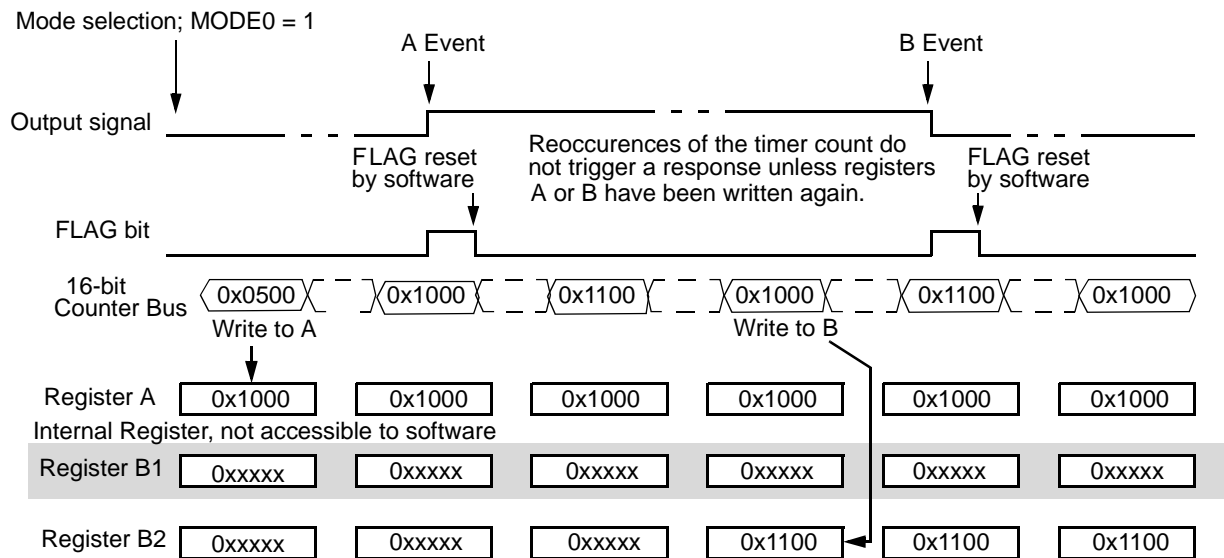 Mode selection; MODE0 = 1
A Event
B Event
Output signal
FLAG reset
by software
Reoccurences of the timer count do
not trigger a response unless registers
A or B have been written again.
FLAG reset
by software
FLAG bit
16-bit
Counter Bus
0x0500 0x1000 0x1100 0x1000 0x1100 0x1000
Write to A
Write to B
Register A 0x1000 0x1000 0x1000 0x1000 0x1000 0x1000
Internal Register, not accessible to software
Register B1 0xxxxx 0xxxxx 0xxxxx 0xxxxx 0xxxxx 0xxxxx
Register B2 0xxxxx 0xxxxx 0xxxxx 0x1100 0x1100 0x1100